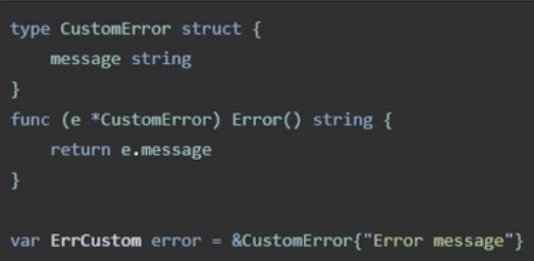 type CustomError struct {
    message string
}
func (e *CustomError) Error() string {
    return e.message
}

var ErrCustom error = &CustomError{"Error message"}